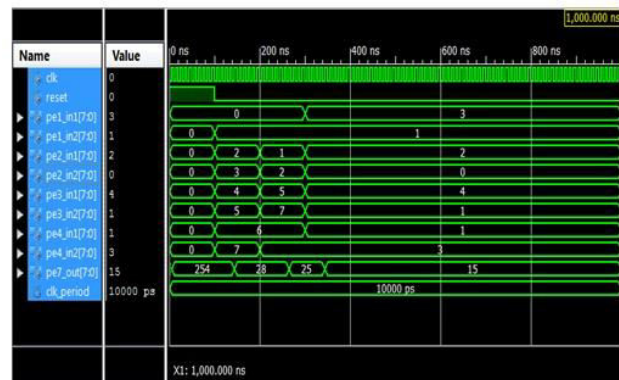 1,000.000 ns
Name Value 0 ns 200 ns 400 ns 600 ns 800 ns
clk 0
reset 0
pe1_in1[7:0] 3 0 3
pe1_in2[7:0] 1 0 1
pe2_in1[7:0] 2 0 2 1 2
pe2_in2[7:0] 0 0 3 2 0
pe3_in1[7:0] 4 0 4 5 4
pe3_in2[7:0] 1 0 5 7 1
pe4_in1[7:0] 1 0 6 1
pe4_in2[7:0] 3 0 7 3
pe7_out[7:0] 15 254 28 25 15
clk_period 10000 ps 10000 ps
X1: 1,000.000 ns